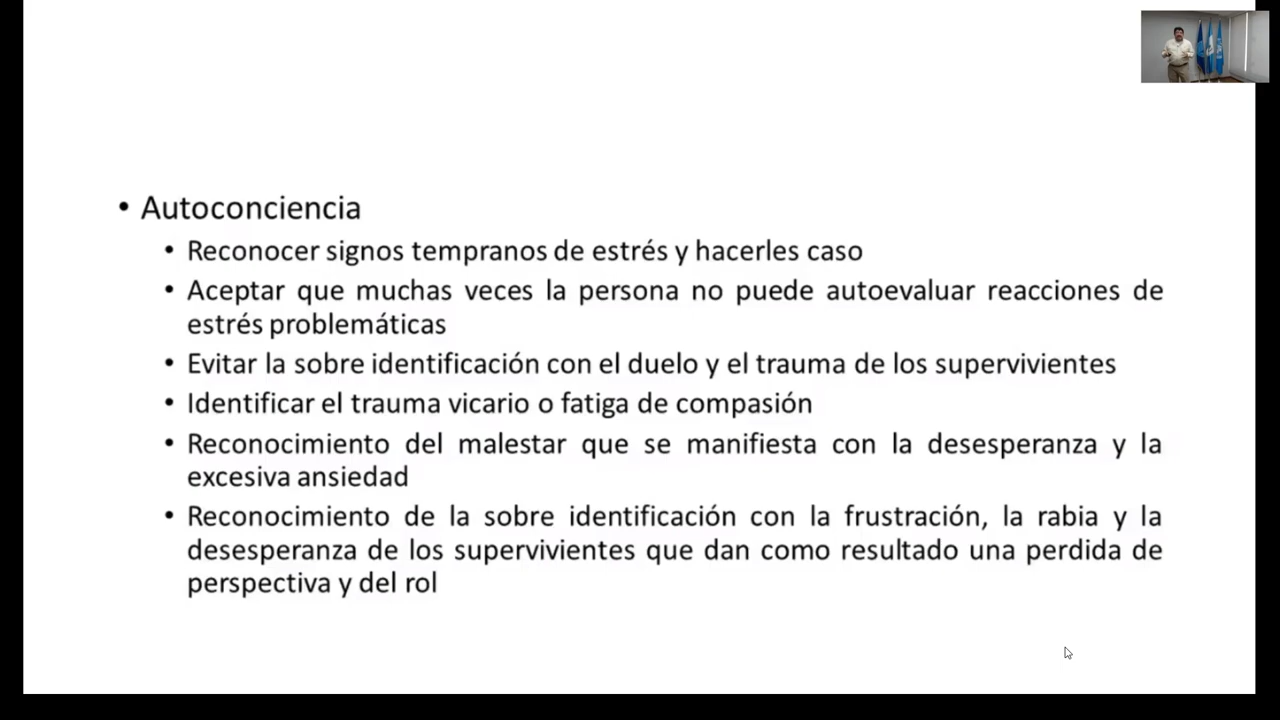 • Autoconciencia
• Reconocer signos tempranos de estrés y hacerles caso
• Aceptar que muchas veces la persona no puede autoevaluar reacciones de
estrés problemáticas
• Evitar la sobre identificación con el duelo y el trauma de los supervivientes
• Identificar el trauma vicario o fatiga de compasión
• Reconocimiento del malestar que se manifiesta con la desesperanza y la
excesiva ansiedad
• Reconocimiento de la sobre identificación con la frustración, la rabia y la
desesperanza de los supervivientes que dan como resultado una perdida de
perspectiva y del rol